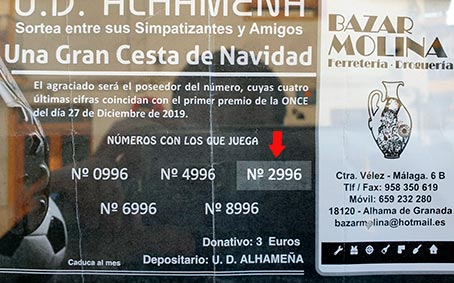 U. D. ALHAMEÑA
Sortea entre sus Simpatizantes y Amigos
Una Gran Cesta de Navidad
El agraciado será el poseedor del número, cuyas cuatro
últimas cifras coincidan con el primer premio de la ONCE
del día 27 de Diciembre de 2019.
NÚMEROS CON LOS QUE JUEGA
Nº 0996 Nº 4996 Nº 2996
Nº 6996 Nº 8996
Donativo: 3 Euros
Caduca al mes
Depositario: U. D. ALHAMEÑA
BAZAR
MOLINA
Ferretería - Droguería
Ctra. Vélez - Málaga. 6 B
Tlf / Fax: 958 350 619
Móvil: 659 232 280
18120 - Alhama de Granada
bazarmolina@hotmail.es